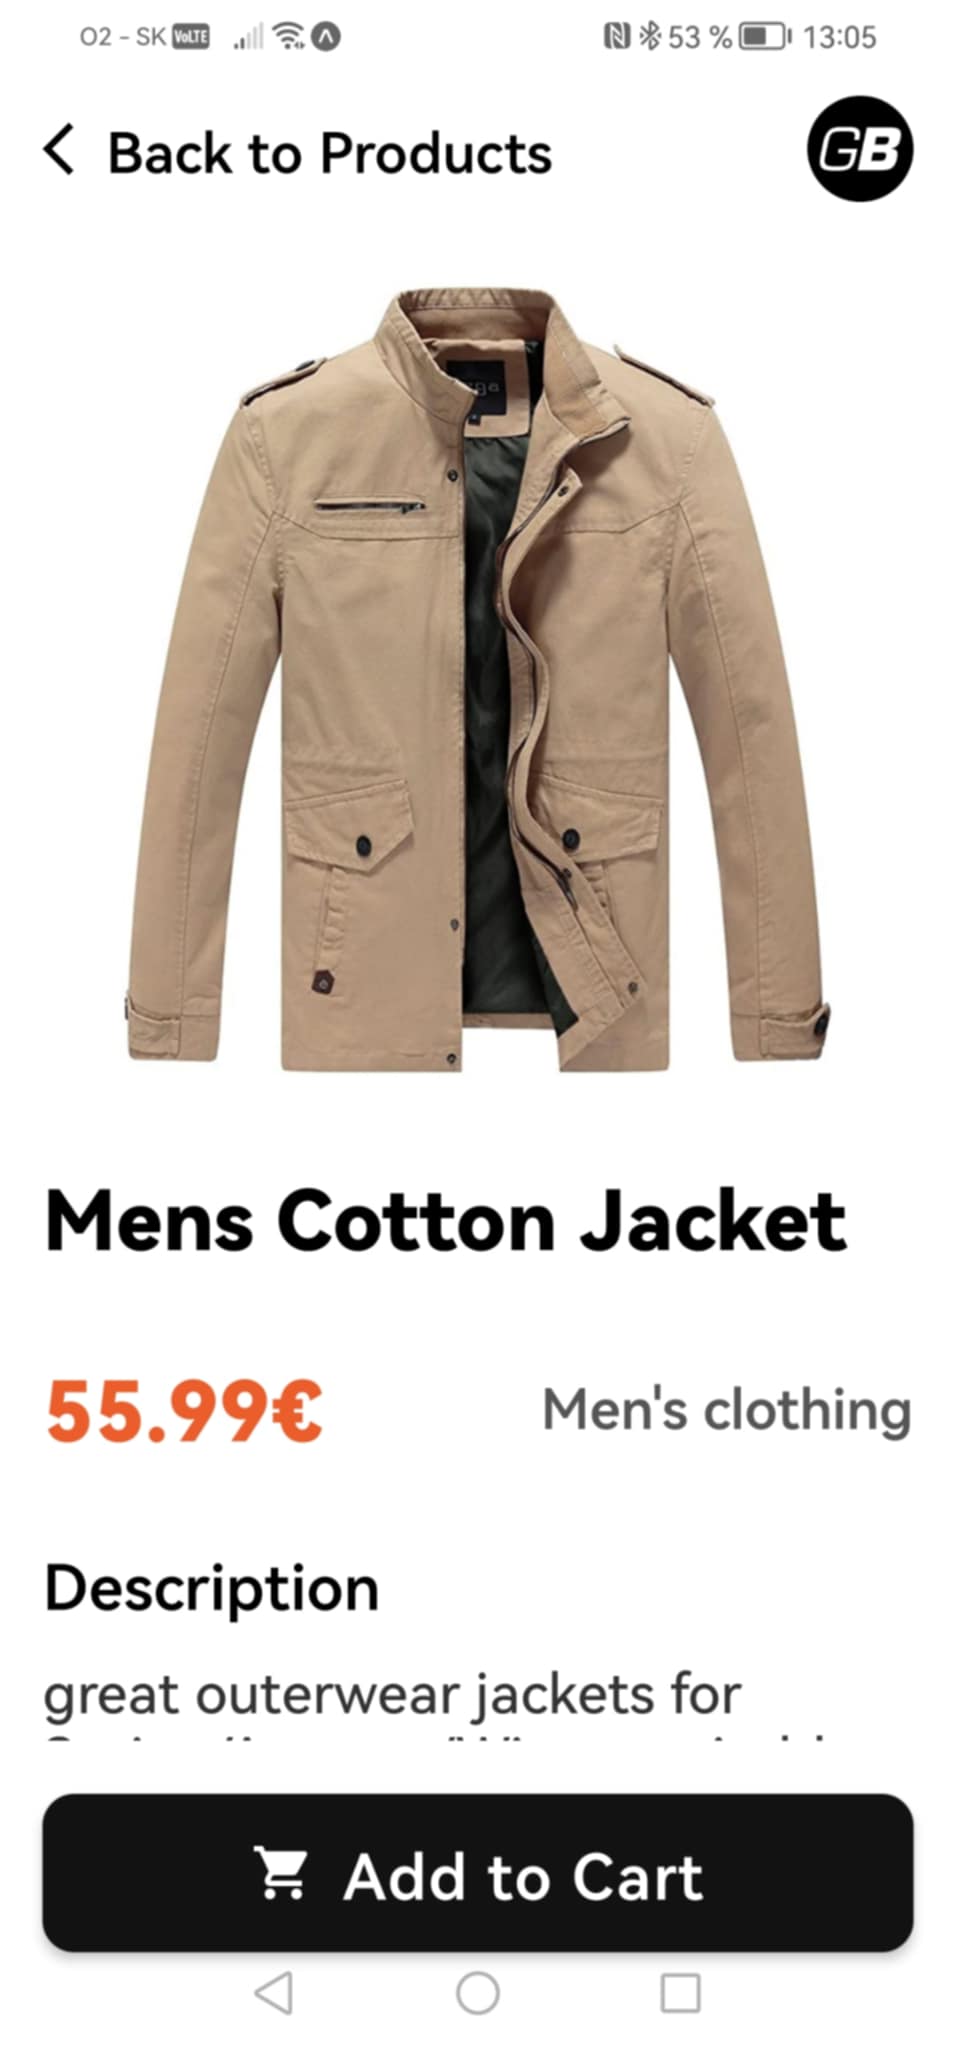 O2 - SK VoLTE 53 % 13:05
Back to Products
GB
Mens Cotton Jacket
55.99€ Men's clothing
Description
great outerwear jackets for
Add to Cart